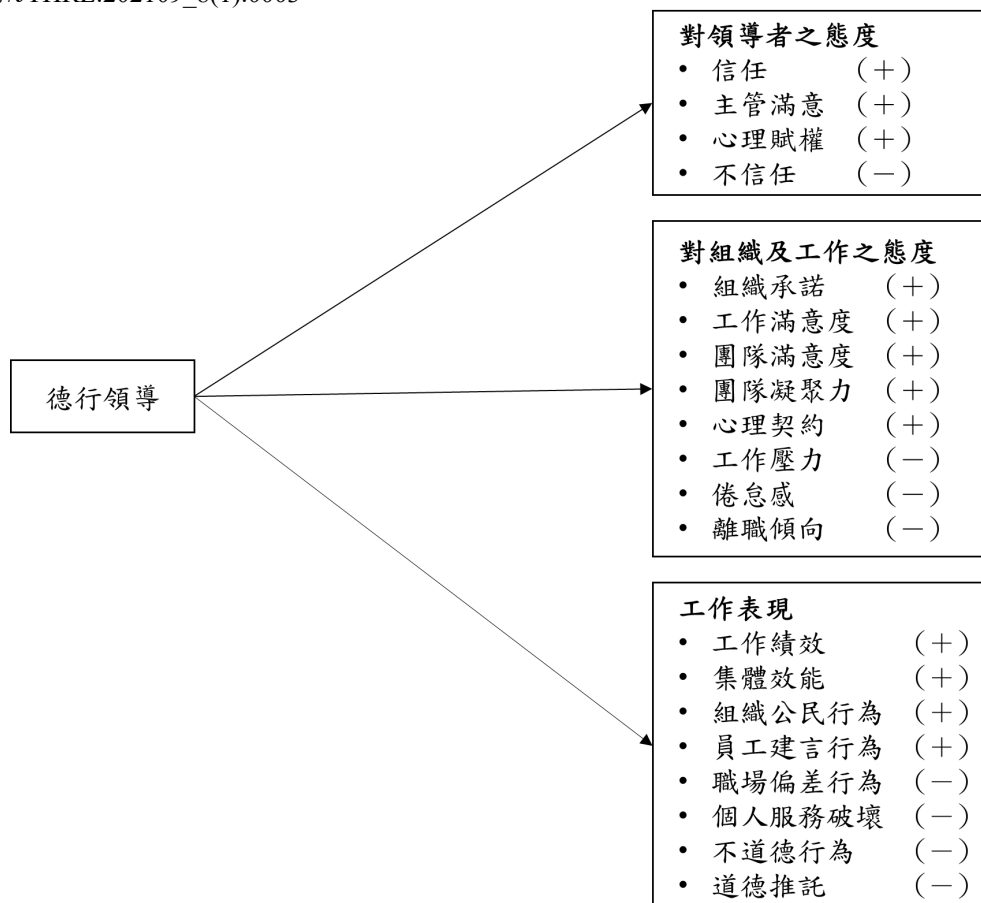 對領導者之態度
• 信任 （＋）
• 主管滿意 （＋）
• 心理賦權 （＋）
• 不信任 （－）
對組織及工作之態度
• 組織承諾 （＋）
• 工作滿意度 （＋）
• 團隊滿意度 （＋）
• 團隊凝聚力 （＋）
• 心理契約 （＋）
• 工作壓力 （－）
• 倦怠感 （－）
• 離職傾向 （－）
德行領導
工作表現
• 工作績效 （＋）
• 集體效能 （＋）
• 組織公民行為 （＋）
• 員工建言行為 （＋）
• 職場偏差行為 （－）
• 個人服務破壞 （－）
• 不道德行為 （－）
• 道德推託 （－）